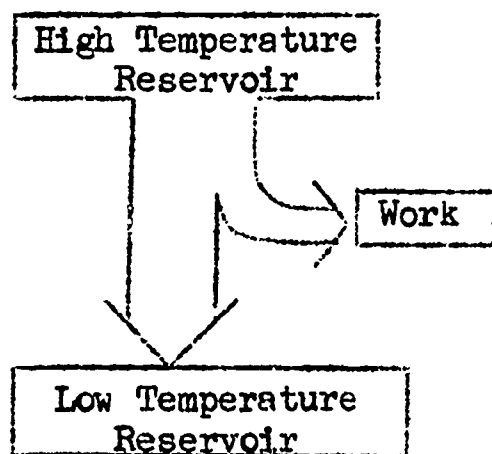 High Temperature
Reservoir
Work
Low Temperature
Reservoir